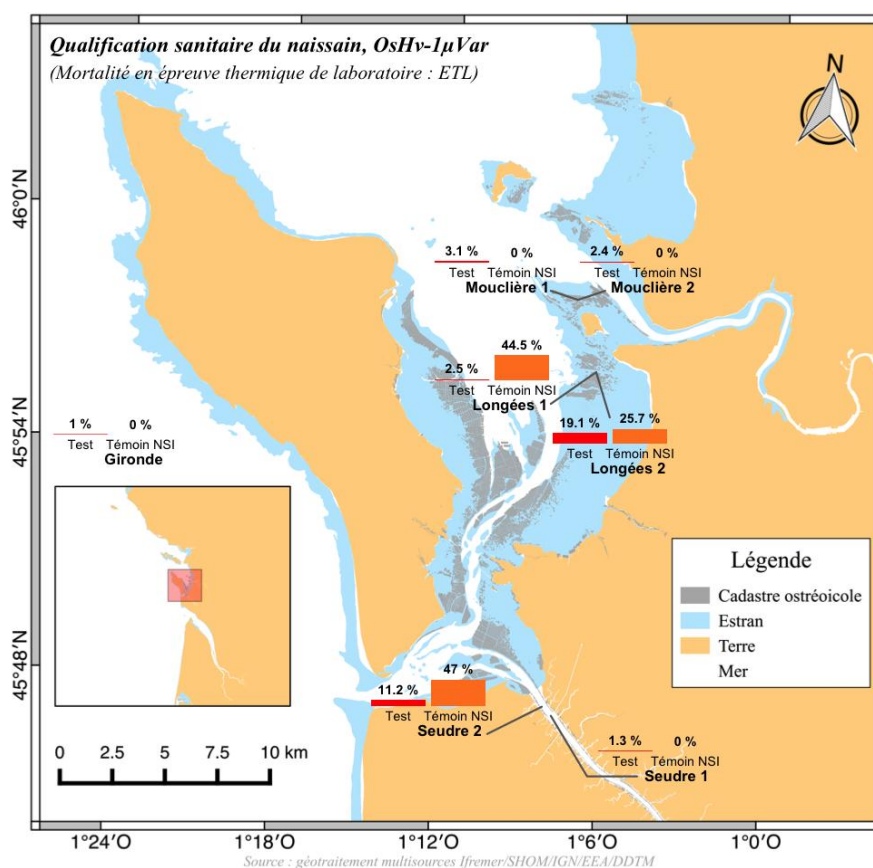 Qualification sanitaire du naissain, OsHv-1µVar
(Mortalité en épreuve thermique de laboratoire : ETL)
N
46°0'N
3.1 % 0 %
Test Témoin NSI
Mouclière 1
2.4 % 0 %
Test Témoin NSI
Mouclière 2
2.5 % 44.5 %
Test Témoin NSI
Longées 1
19.1 % 25.7 %
Test Témoin NSI
Longées 2
45°54'N
1 % 0 %
Test Témoin NSI
Gironde
Légende
Cadastre ostréoicole
Estran
Terre
Mer
45°48'N
11.2 % 47 %
Test Témoin NSI
Seudre 2
1.3 % 0 %
Test Témoin NSI
Seudre 1
0 2.5 5 7.5 10 km
1°24'O 1°18'O 1°12'O 1°6'O 1°0'O
Source : géotraitement multisources Ifremer/SHOM/IGN/EEA/DDTM